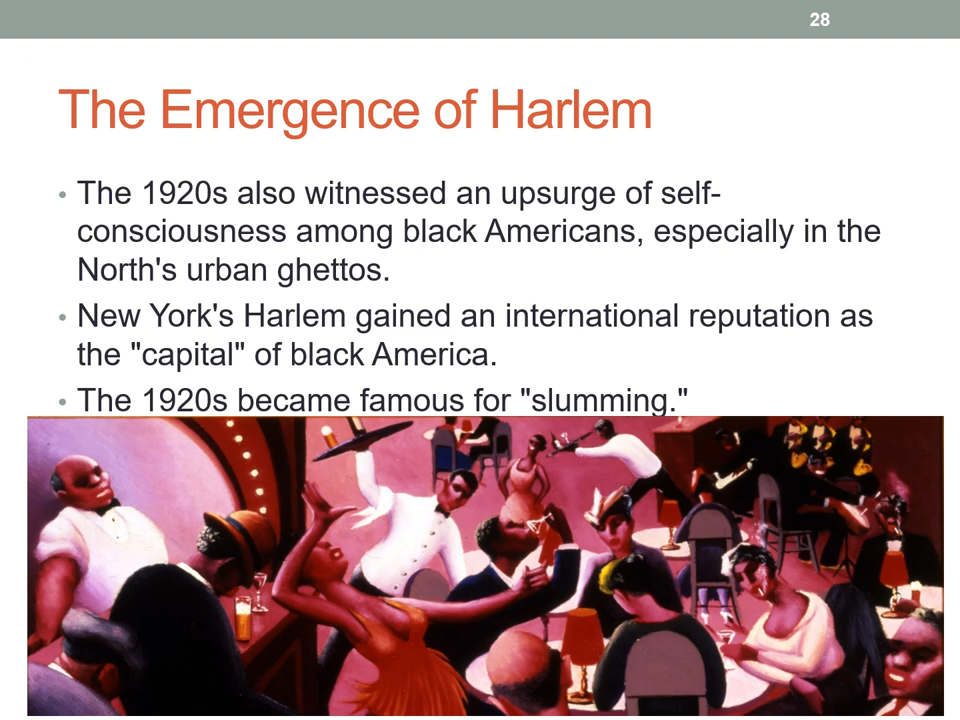 28
The Emergence of Harlem
• The 1920s also witnessed an upsurge of self-
consciousness among black Americans, especially in the
North's urban ghettos.
• New York's Harlem gained an international reputation as
the "capital" of black America.
• The 1920s became famous for "slumming."